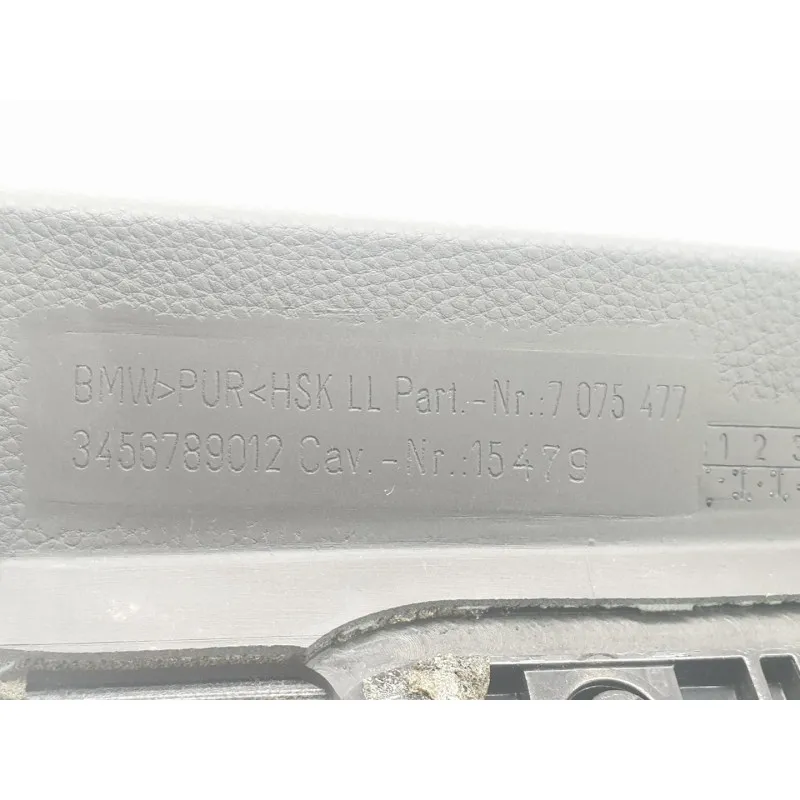 BMW>PUR<HSK LL Part.-Nr.:7 075 477
3456789012 Cav.-Nr.:15479
1 2 3